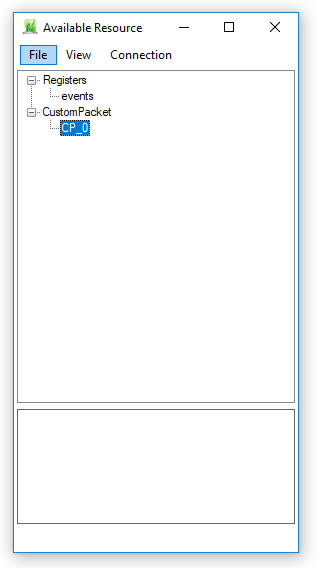 Available Resource
File View Connection
Registers
events
CustomPacket
CP_0